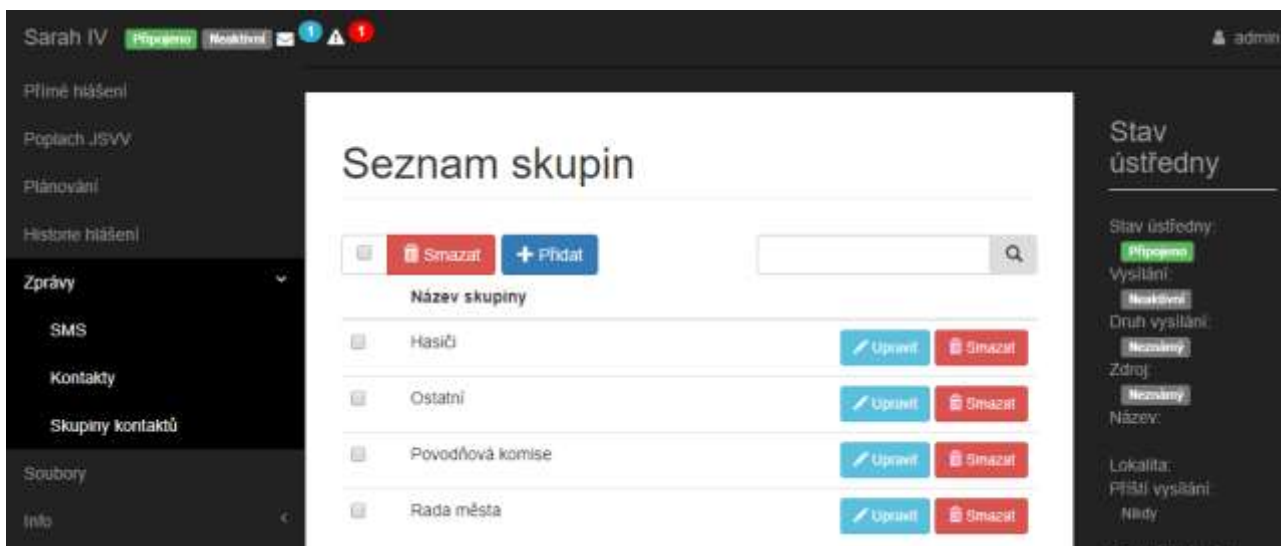 Sarah IV Připojeno Neaktivní 1 1 admin
Přímé hlášení
Poplach JSVV
Plánování
Historie hlášení
Zprávy
SMS
Kontakty
Skupiny kontaktů
Soubory
Info
Seznam skupin
Smazat Přidat
Název skupiny
Hasiči Upravit Smazat
Ostatní Upravit Smazat
Povodňová komise Upravit Smazat
Rada města Upravit Smazat
Stav
ústředny
Stav ústředny:
Připojeno
Vysílání:
Neaktivní
Druh vysílání:
Neznámý
Zdroj:
Neznámý
Název:
Lokalita:
Příští vysílání:
Nikdy